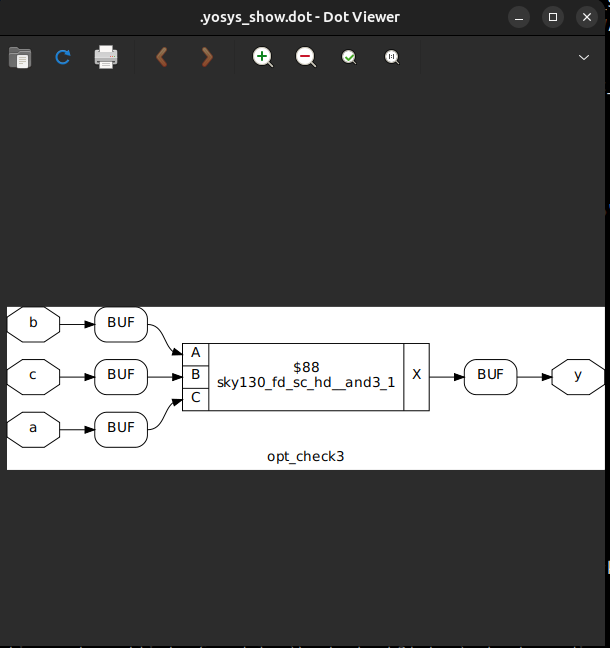 .yosys_show.dot - Dot Viewer
b
BUF
c
BUF
a
BUF
A
B
C
$88
sky130_fd_sc_hd__and3_1
X
BUF
y
opt_check3